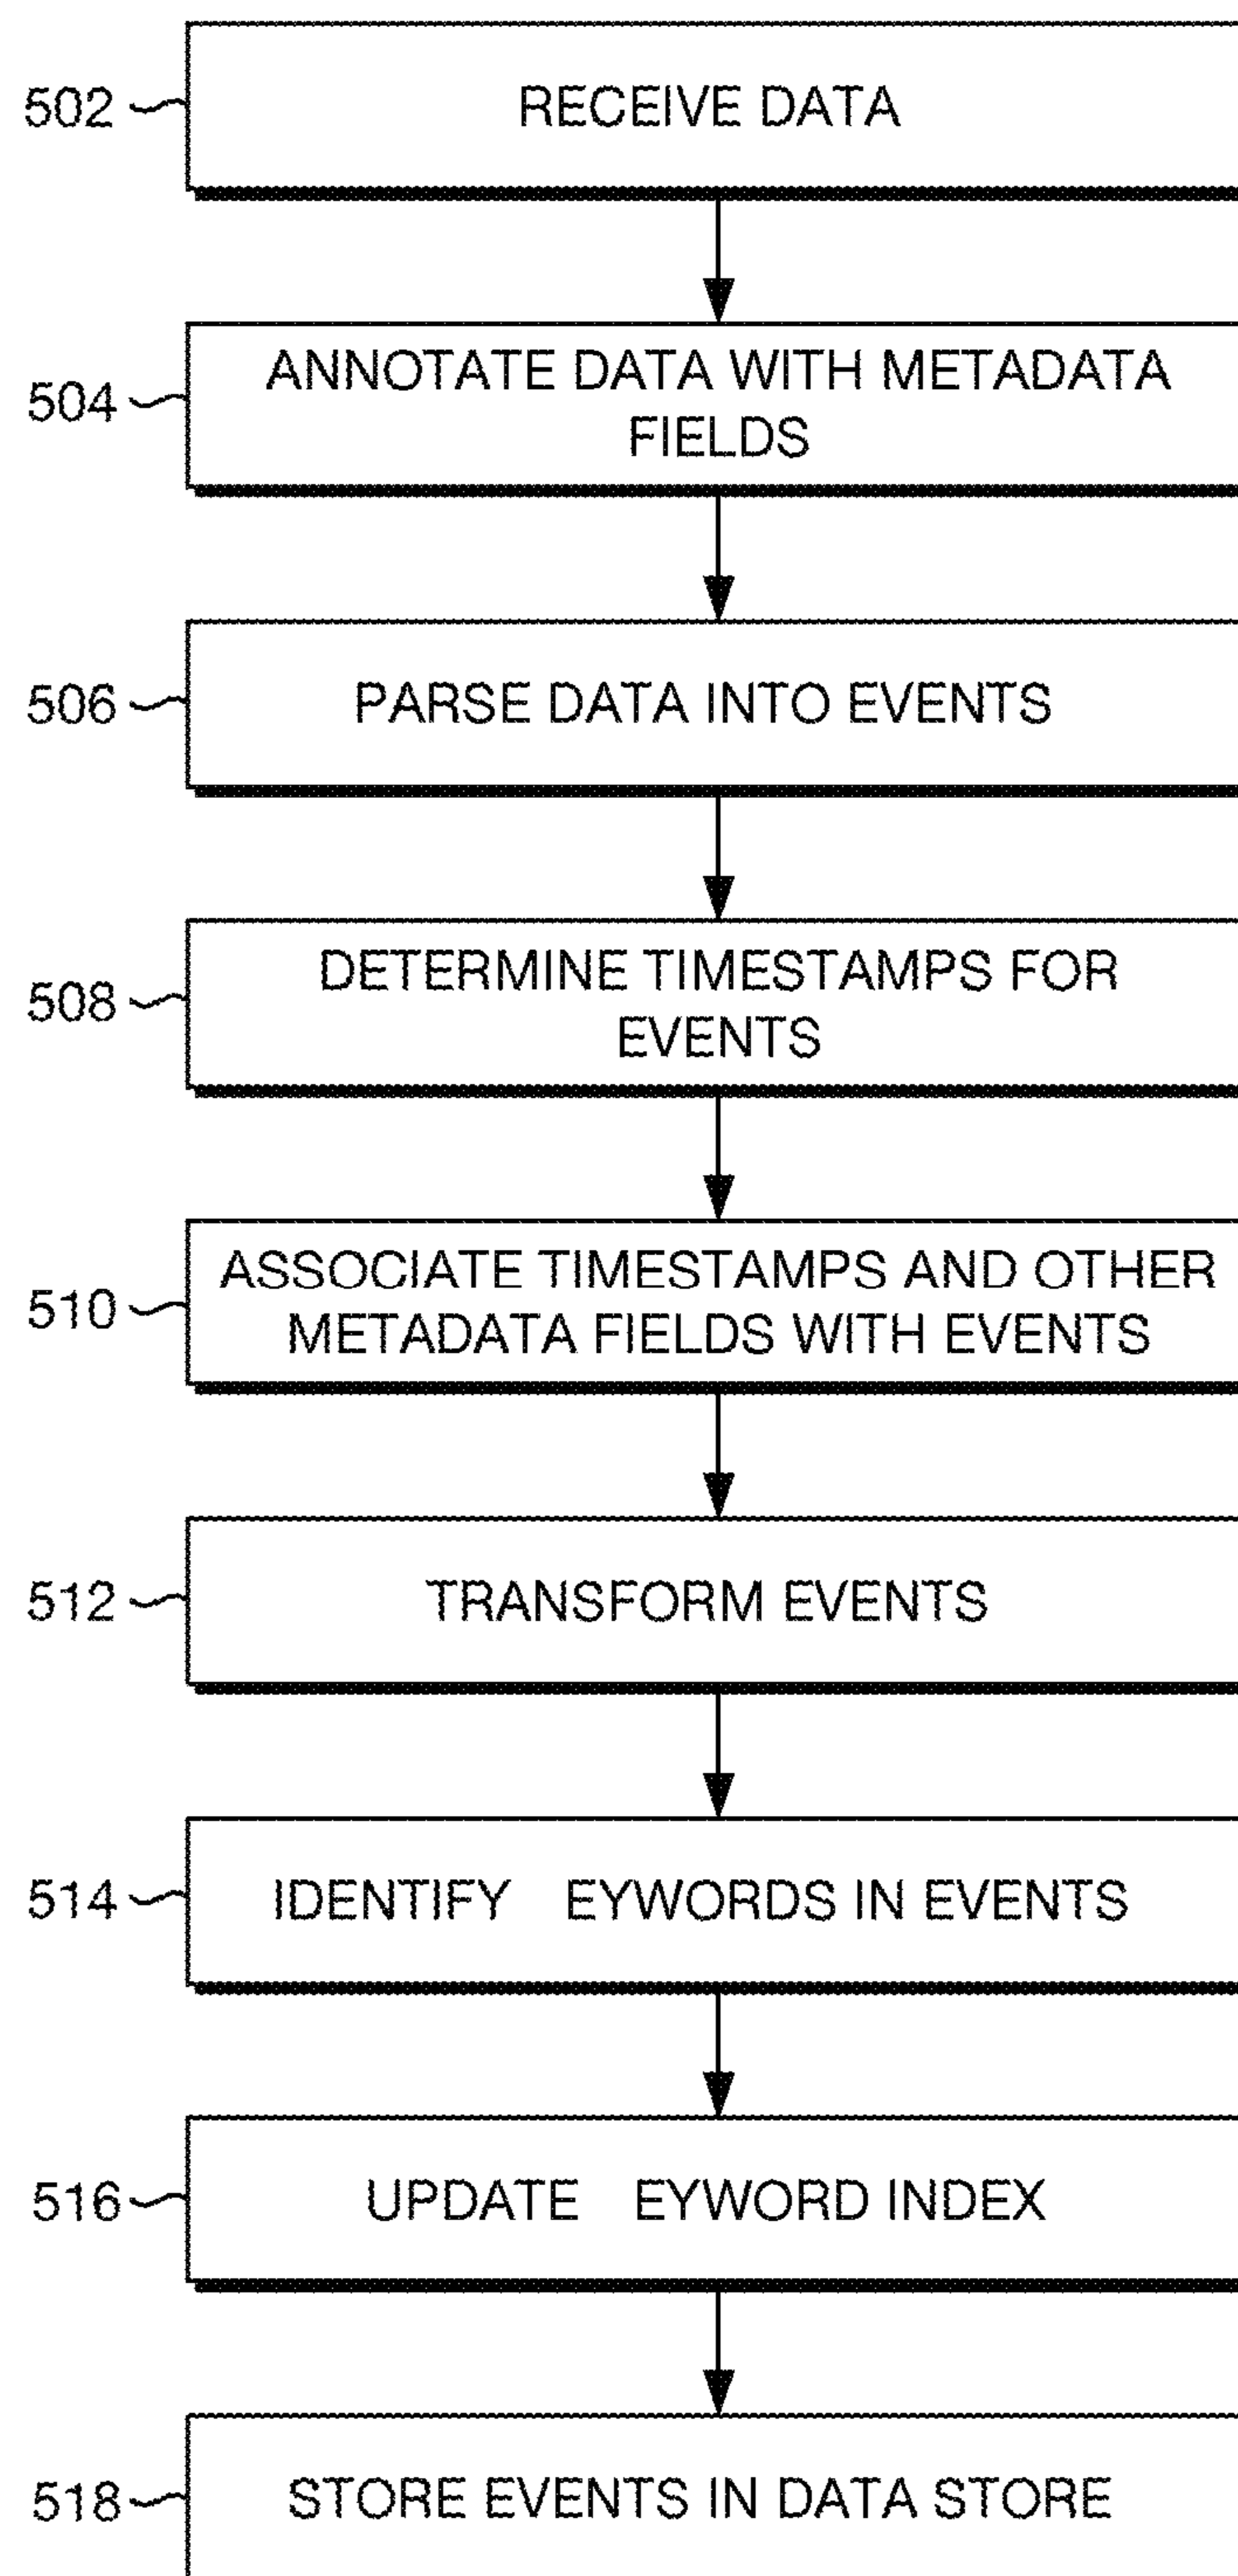 502
RECEIVE DATA
504
ANNOTATE DATA WITH METADATA
FIELDS
506
PARSE DATA INTO EVENTS
508
DETERMINE TIMESTAMPS FOR
EVENTS
510
ASSOCIATE TIMESTAMPS AND OTHER
METADATA FIELDS WITH EVENTS
512
TRANSFORM EVENTS
514
IDENTIFY EYWORDS IN EVENTS
516
UPDATE EYWORD INDEX
518
STORE EVENTS IN DATA STORE